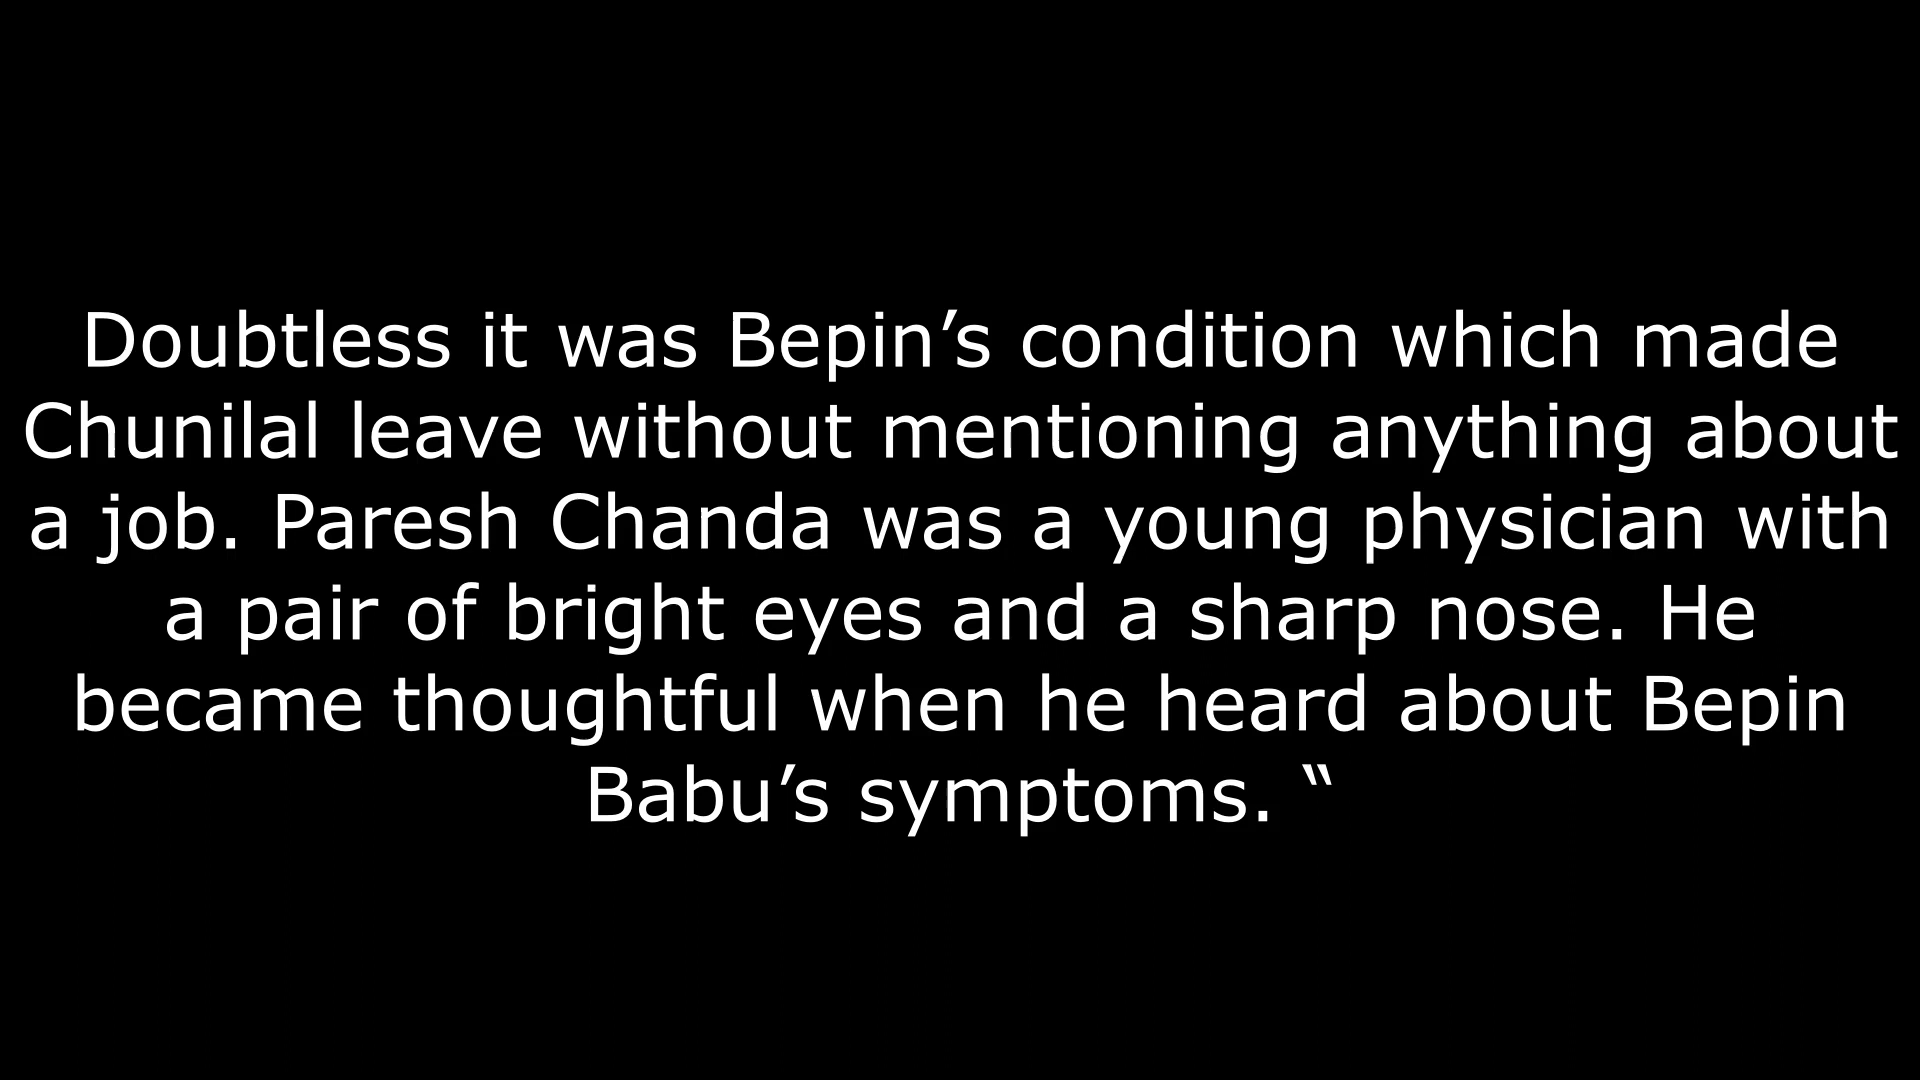 Doubtless it was Bepin’s condition which made
Chunilal leave without mentioning anything about
a job. Paresh Chanda was a young physician with
a pair of bright eyes and a sharp nose. He
became thoughtful when he heard about Bepin
Babu’s symptoms. “